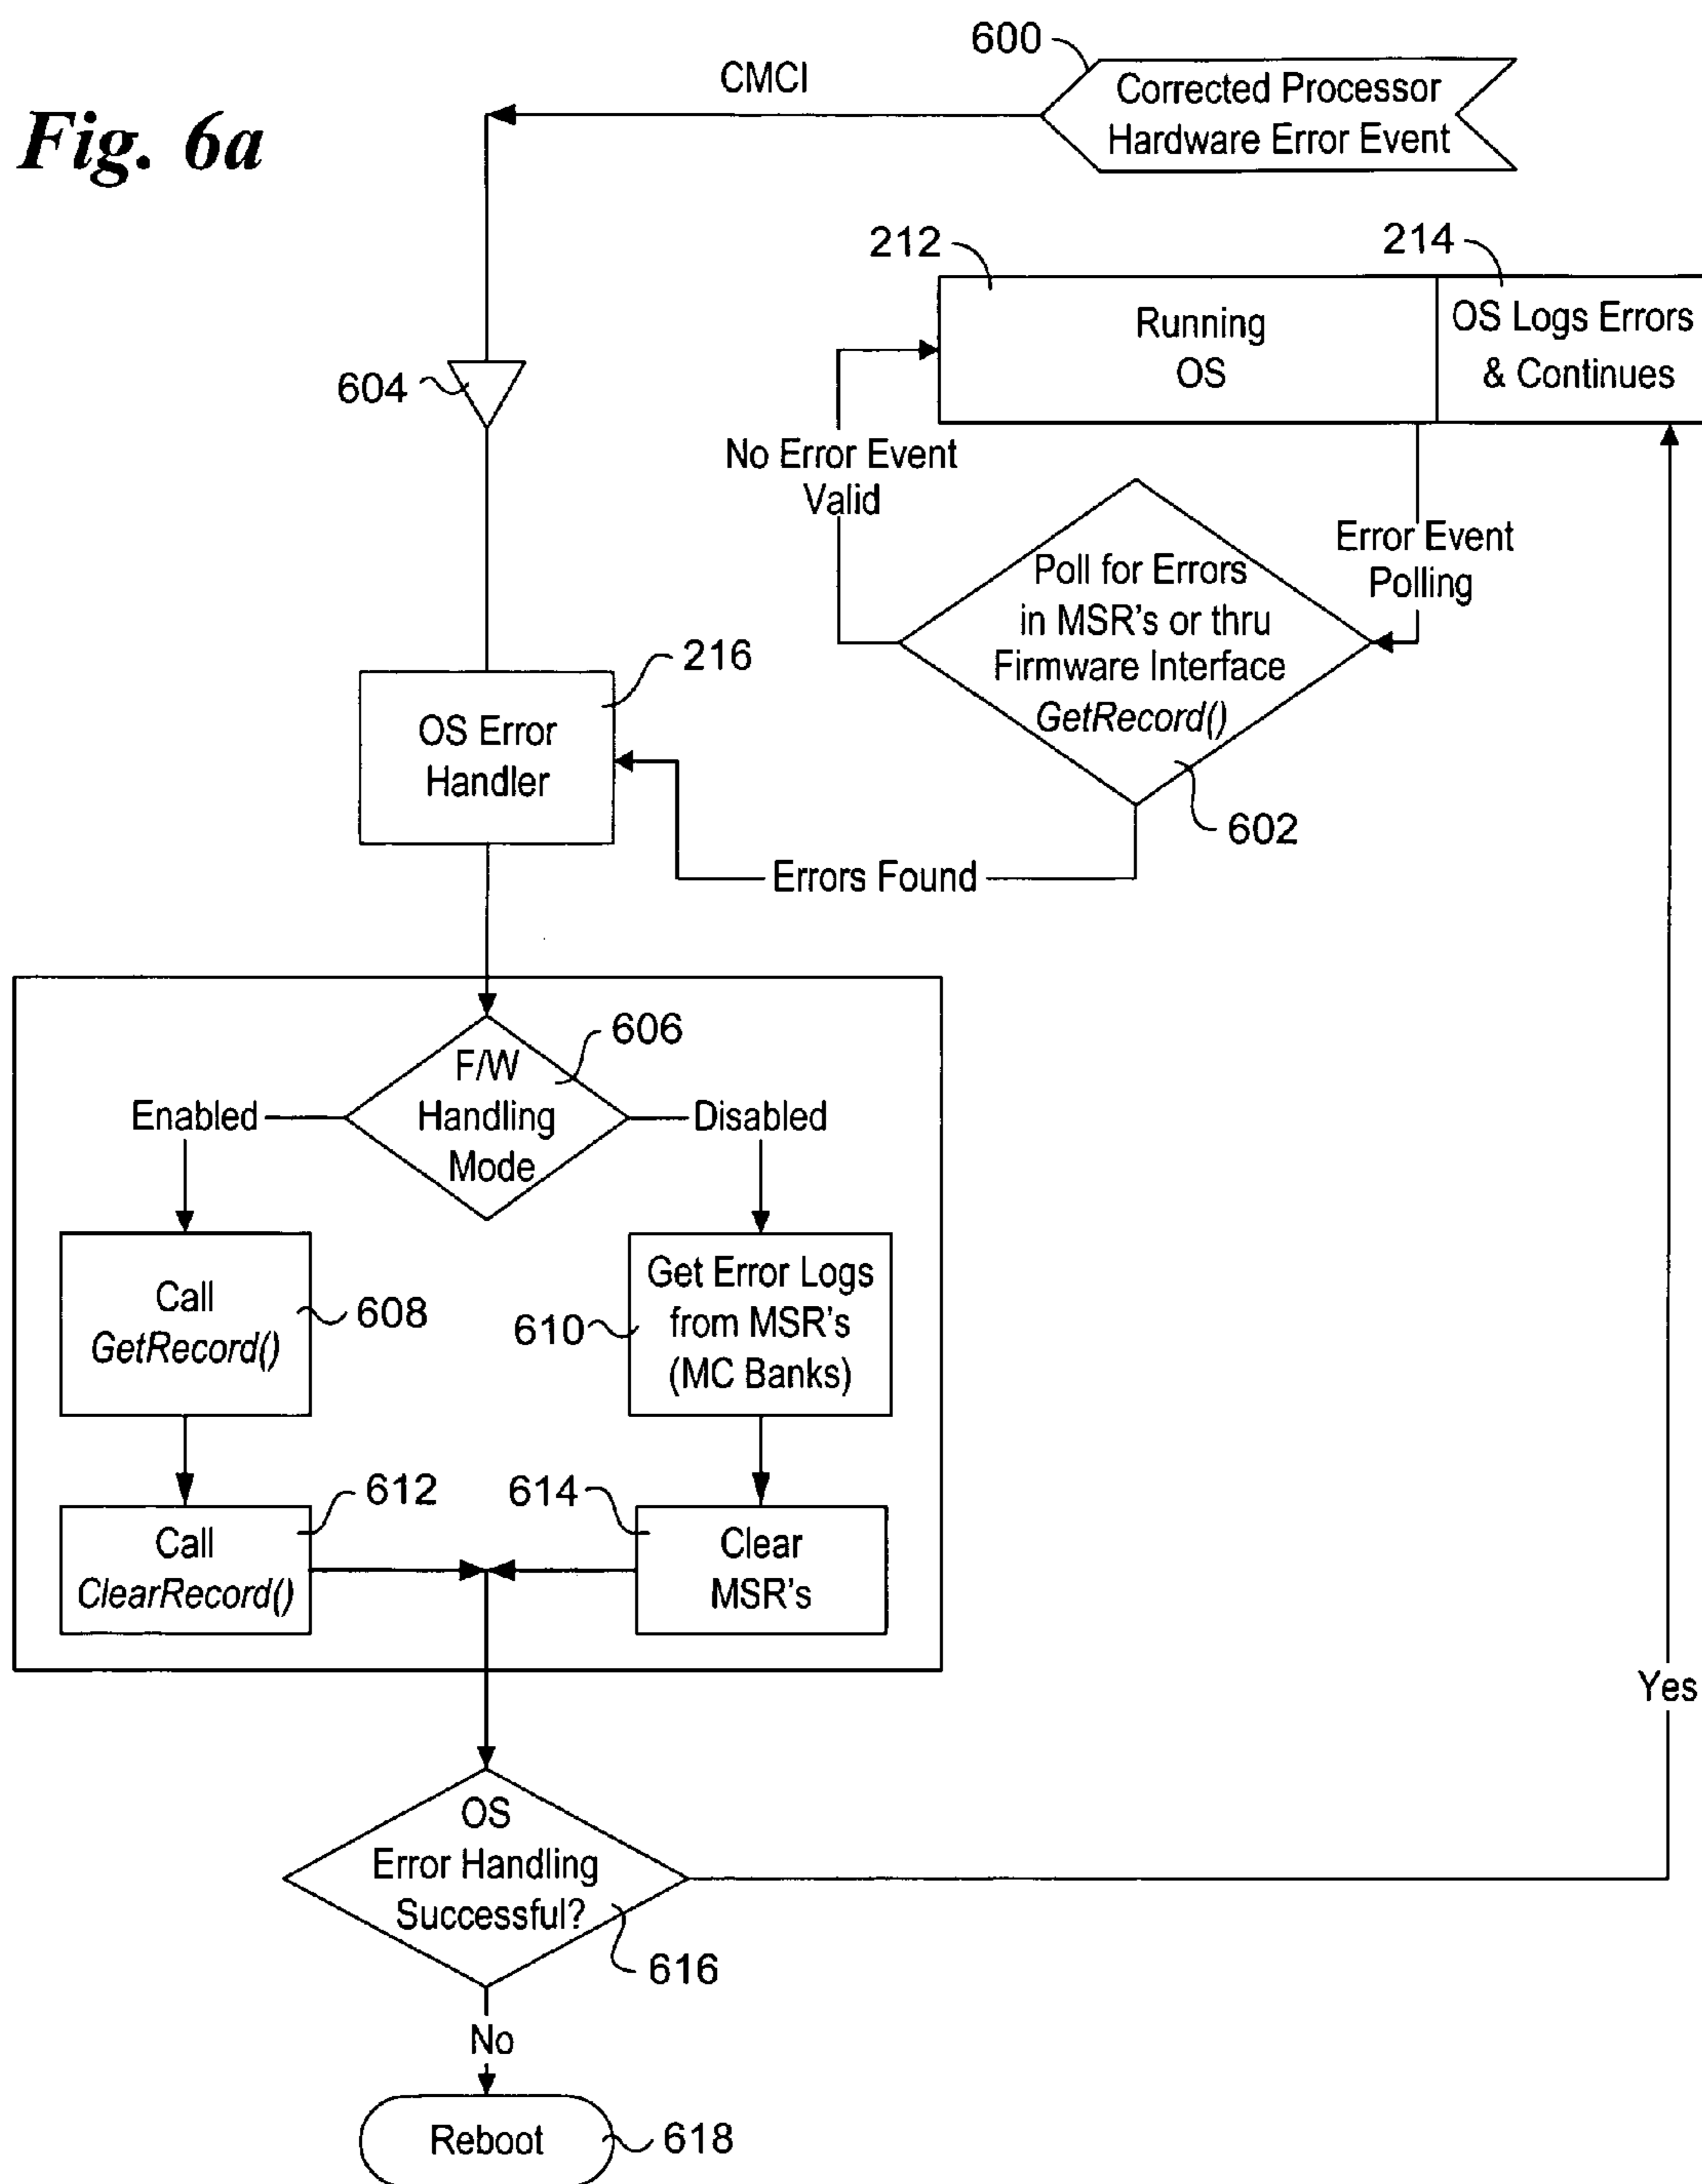 Fig. 6a
CMCI
600
Corrected Processor
Hardware Error Event
212
214
Running
OS
OS Logs Errors
& Continues
604
No Error Event
Valid
Error Event
Polling
Poll for Errors
in MSR's or thru
Firmware Interface
GetRecord()
602
216
OS Error
Handler
Errors Found
606
F/W
Handling
Mode
Enabled
Disabled
Call
GetRecord()
608
610
Get Error Logs
from MSR's
(MC Banks)
612
Call
ClearRecord()
614
Clear
MSR's
Yes
OS
Error Handling
Successful?
616
No
Reboot
618